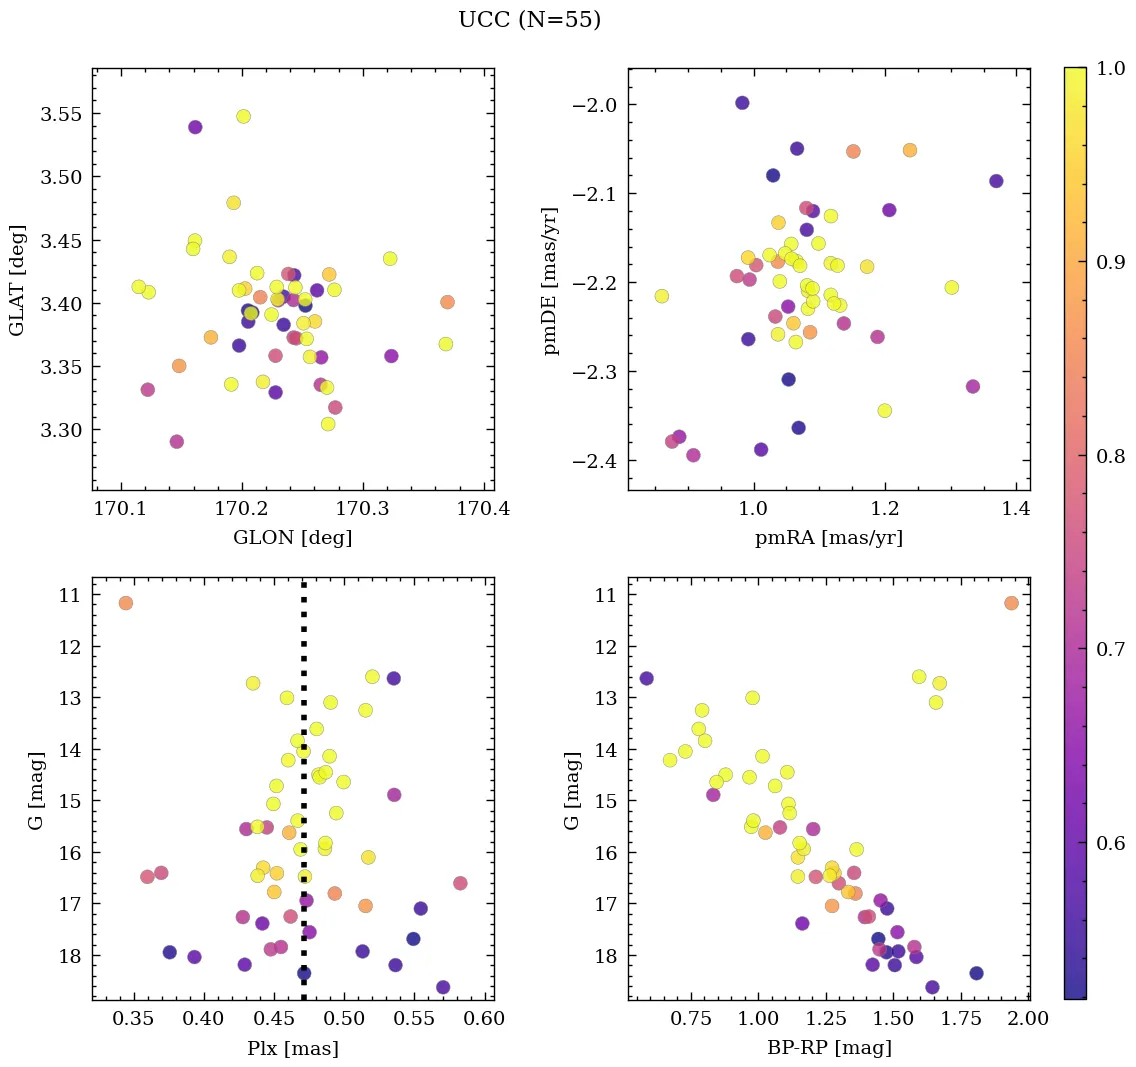 UCC (N=55)
3.55
3.50
3.45
3.40
3.35
3.30
GLAT [deg]
170.1 170.2 170.3 170.4
GLON [deg]
−2.0
−2.1
−2.2
−2.3
−2.4
pmDE [mas/yr]
1.0 1.2 1.4
pmRA [mas/yr]
11
12
13
14
15
16
17
18
G [mag]
0.35 0.40 0.45 0.50 0.55 0.60
Plx [mas]
11
12
13
14
15
16
17
18
G [mag]
0.75 1.00 1.25 1.50 1.75 2.00
BP-RP [mag]
1.0
0.9
0.8
0.7
0.6